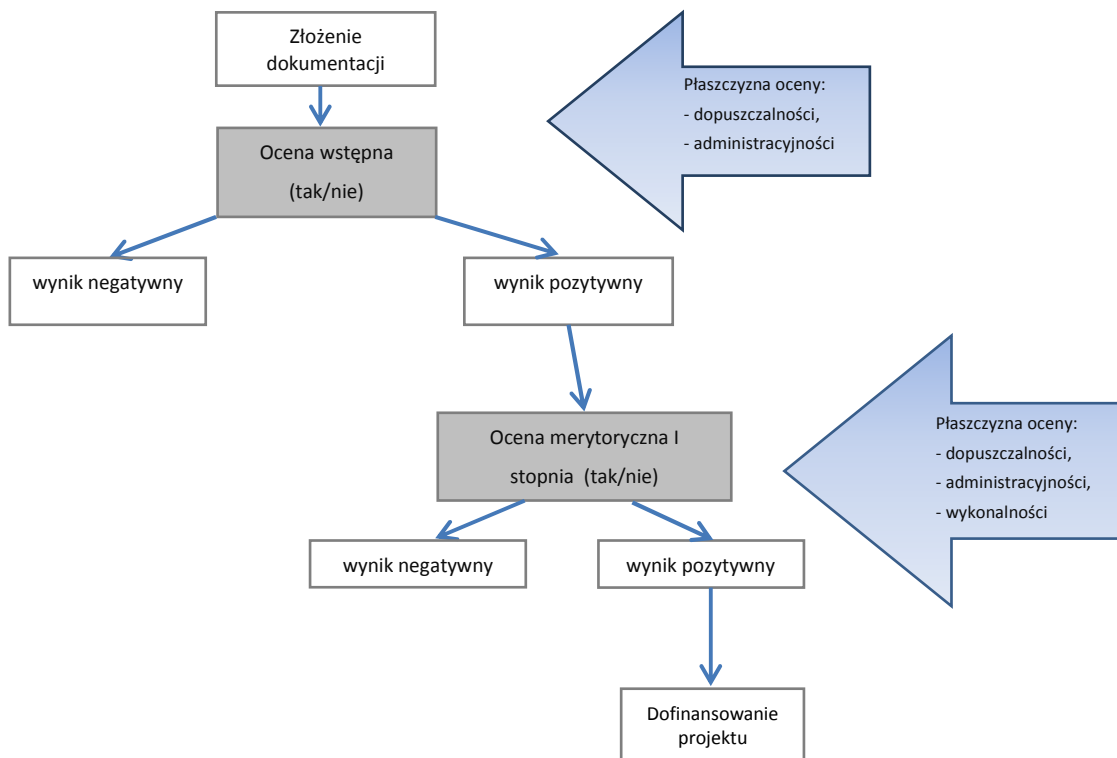 Złożenie
dokumentacji
Płaszczyzna oceny:
- dopuszczalności,
- administracyjności
Ocena wstępna
(tak/nie)
wynik negatywny
wynik pozytywny
Ocena merytoryczna I
stopnia (tak/nie)
Płaszczyzna oceny:
- dopuszczalności,
- administracyjności,
- wykonalności
wynik negatywny
wynik pozytywny
Dofinansowanie
projektu